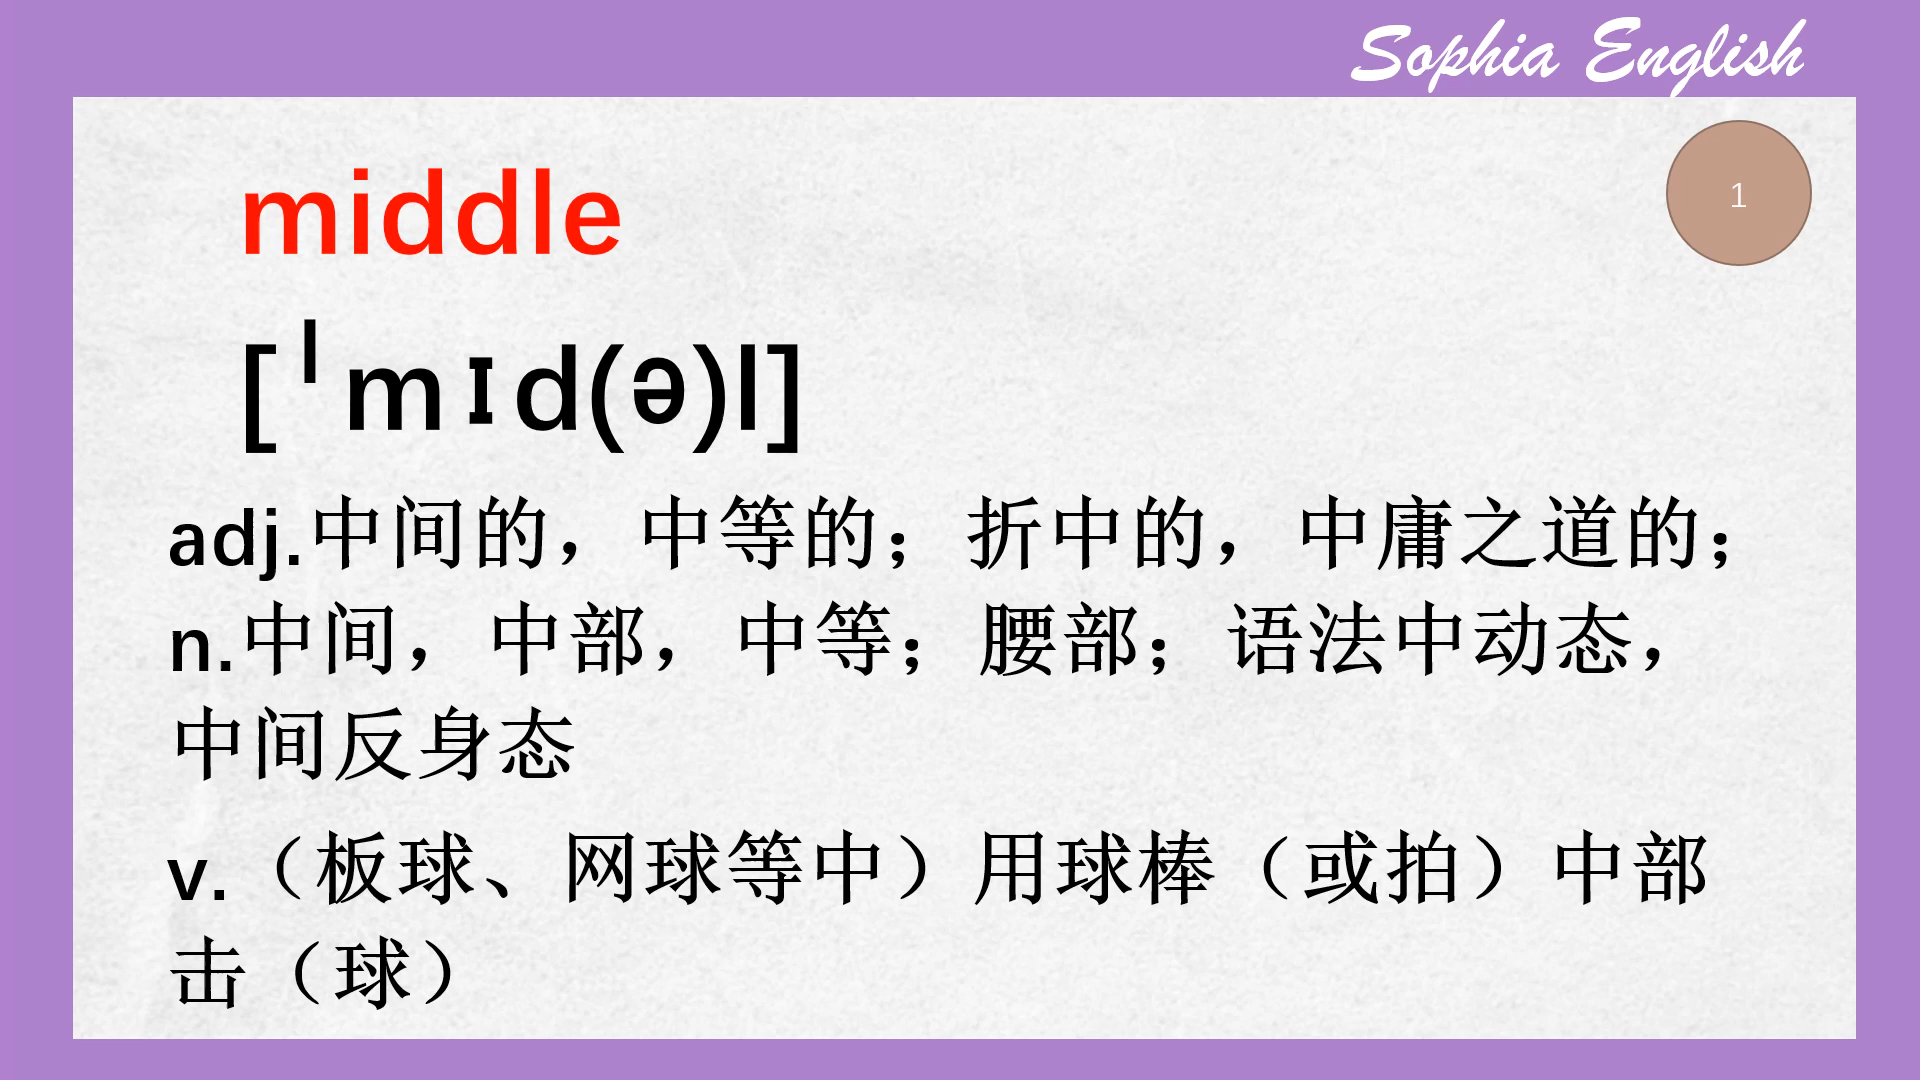 Sophia English
1
middle
[ˈmɪd(ə)l]
adj.中间的，中等的；折中的，中庸之道的；
n.中间，中部，中等；腰部；语法中动态，
中间反身态
v.（板球、网球等中）用球棒（或拍）中部
击（球）